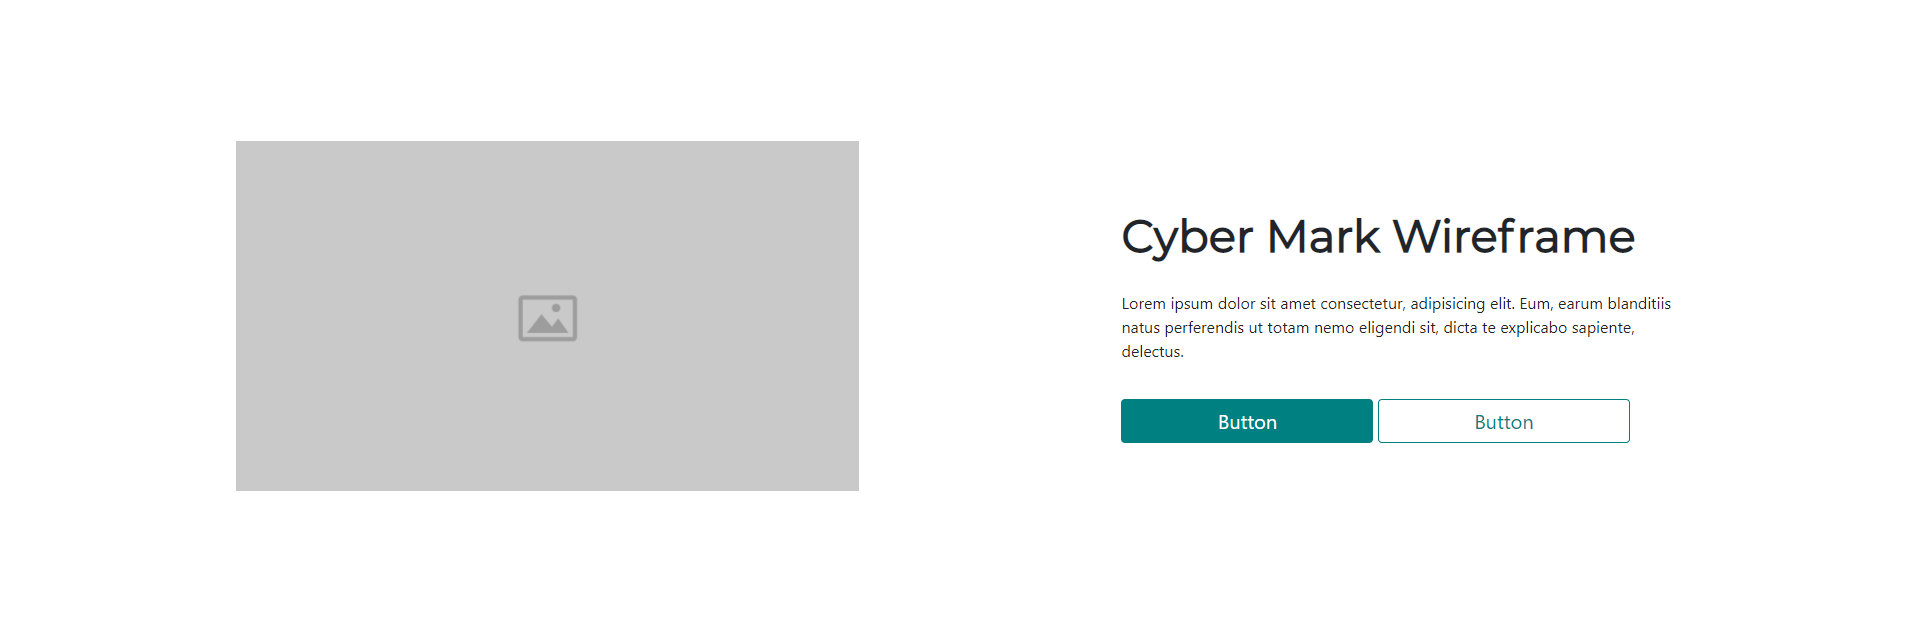 Cyber Mark Wireframe
Lorem ipsum dolor sit amet consectetur, adipisicing elit. Eum, earum blanditiis
natus perferendis ut totam nemo eligendi sit, dicta te explicabo sapiente,
delectus.
Button
Button